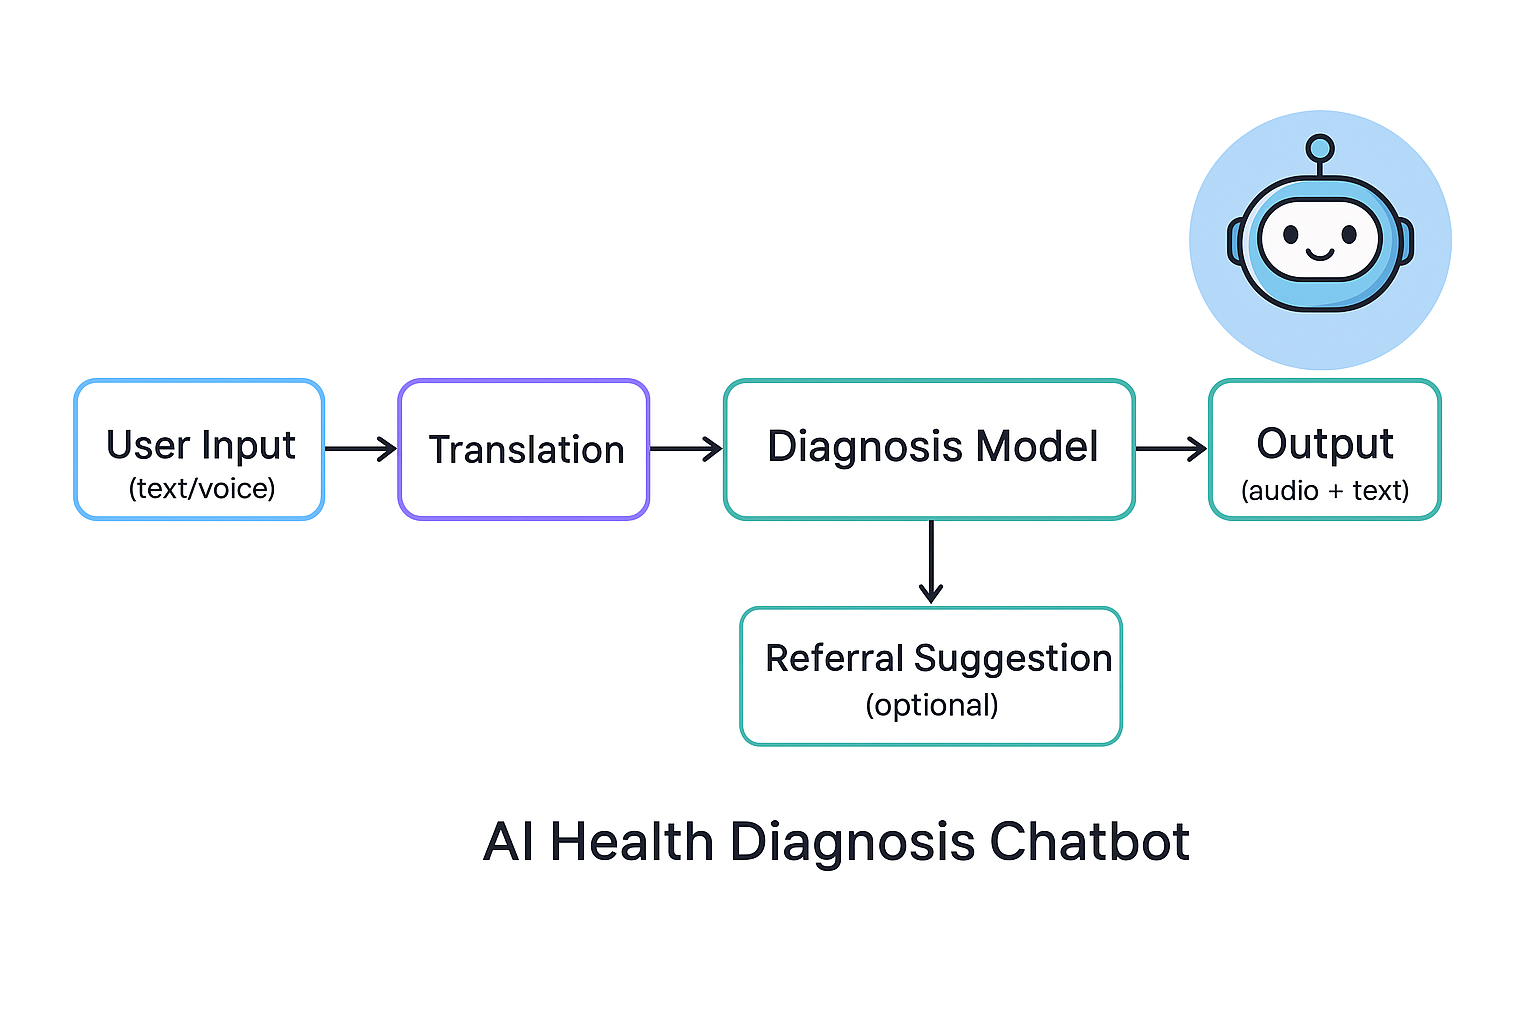 User Input
(text/voice)
Translation
Diagnosis Model
Output
(audio + text)
Referral Suggestion
(optional)
AI Health Diagnosis Chatbot